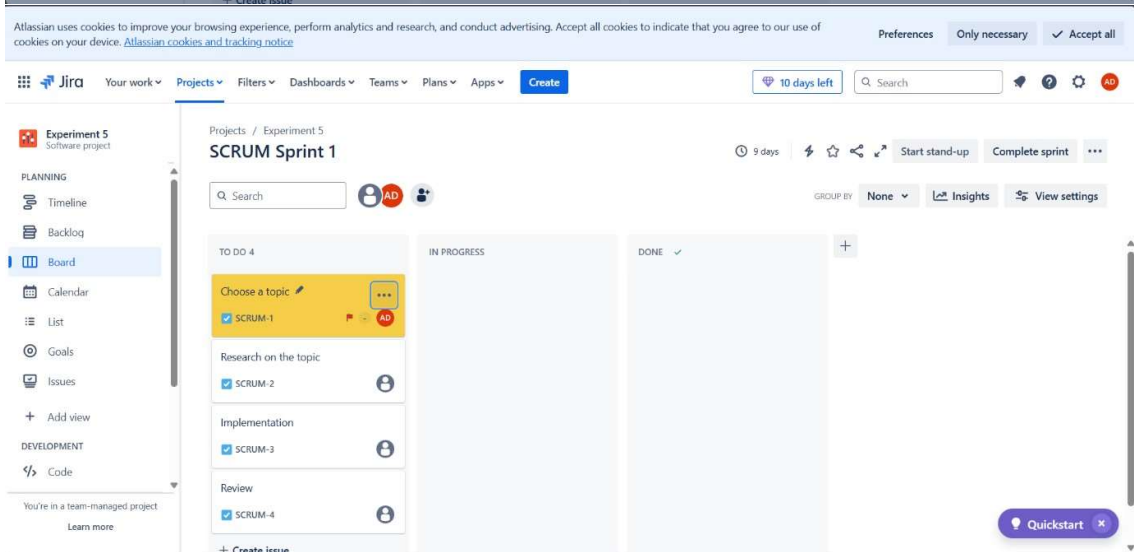 + Create issue
Atlassian uses cookies to improve your browsing experience, perform analytics and research, and conduct advertising. Accept all cookies to indicate that you agree to our use of
cookies on your device. Atlassian cookies and tracking notice
Preferences Only necessary Accept all
Jira Your work Projects Filters Dashboards Teams Plans Apps Create 10 days left Search AD
Experiment 5
Software project
PLANNING
Timeline
Backlog
Board
Calendar
List
Goals
Issues
+ Add view
DEVELOPMENT
Code
You're in a team-managed project
Learn more
Projects / Experiment 5
SCRUM Sprint 1
9 days Start stand-up Complete sprint
Search AD
GROUP BY None Insights View settings
TO DO 4
Choose a topic
SCRUM-1 AD
Research on the topic
SCRUM-2
Implementation
SCRUM-3
Review
SCRUM-4
+ Create issue
IN PROGRESS
DONE
Quickstart